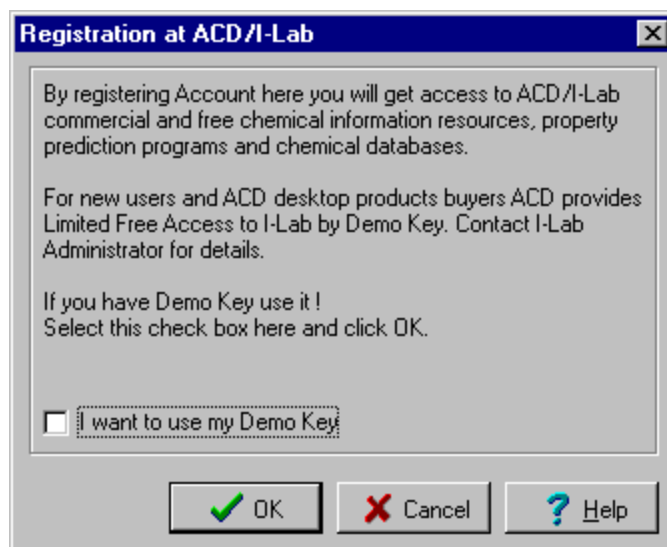 Registration at ACD/I-Lab
By registering Account here you will get access to ACD/I-Lab
commercial and free chemical information resources, property
prediction programs and chemical databases.
For new users and ACD desktop products buyers ACD provides
Limited Free Access to I-Lab by Demo Key. Contact I-Lab
Administrator for details.
If you have Demo Key use it !
Select this check box here and click OK.
I want to use my Demo Key
OK
Cancel
Help